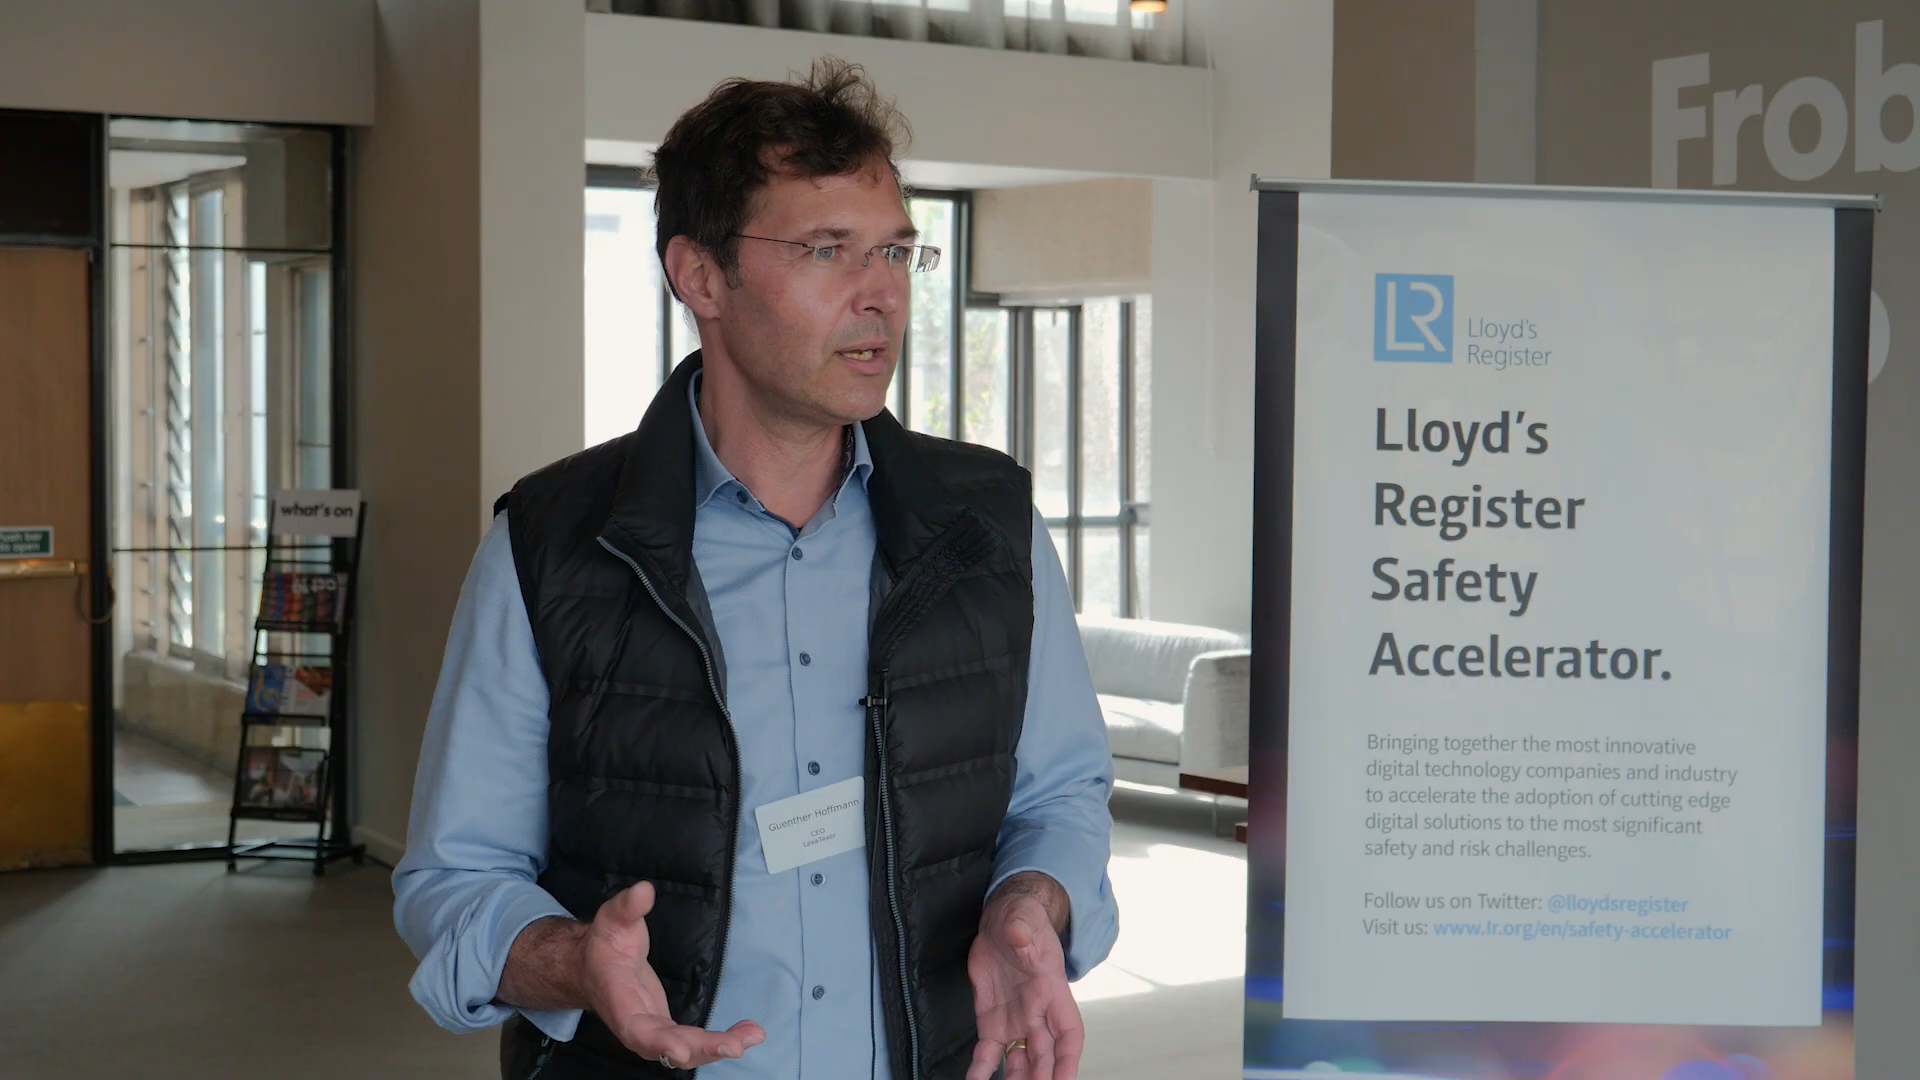 Frob
what's on
Push bar
to open
LR
Lloyd's
Register
Lloyd's
Register
Safety
Accelerator.
Bringing together the most innovative
digital technology companies and industry
to accelerate the adoption of cutting edge
digital solutions to the most significant
safety and risk challenges.
Follow us on Twitter: @lloydsregister
Visit us: www.lr.org/en/safety-accelerator
Guenther Hoffmann
CEO
LexaTexer